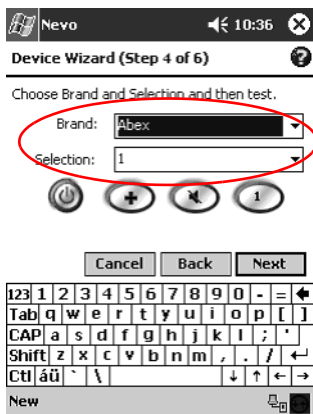 Nevo 10:36
Device Wizard (Step 4 of 6)
Choose Brand and Selection and then test.
Brand: Abex
Selection: 1
1
Cancel Back Next
123 1 2 3 4 5 6 7 8 9 0 - =
Tab q w e r t y u i o p [ ]
CAP a s d f g h j k l ; '
Shift z x c v b n m , . /
Ctl áü ` \
New